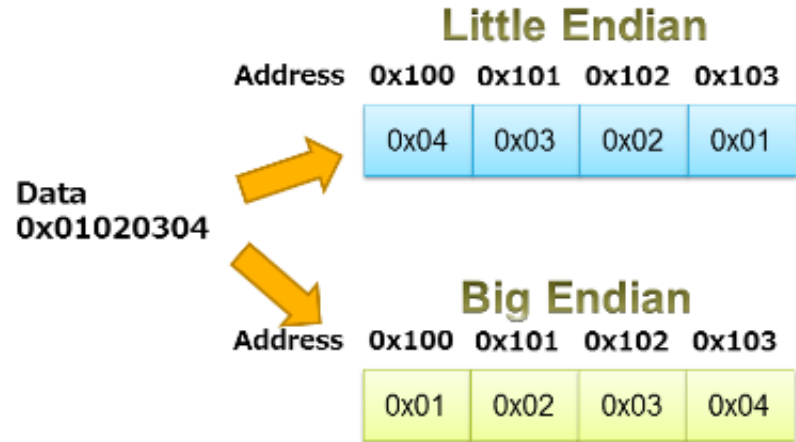 Little Endian
Address 0x100 0x101 0x102 0x103
0x04 0x03 0x02 0x01
Data
0x01020304
Big Endian
Address 0x100 0x101 0x102 0x103
0x01 0x02 0x03 0x04